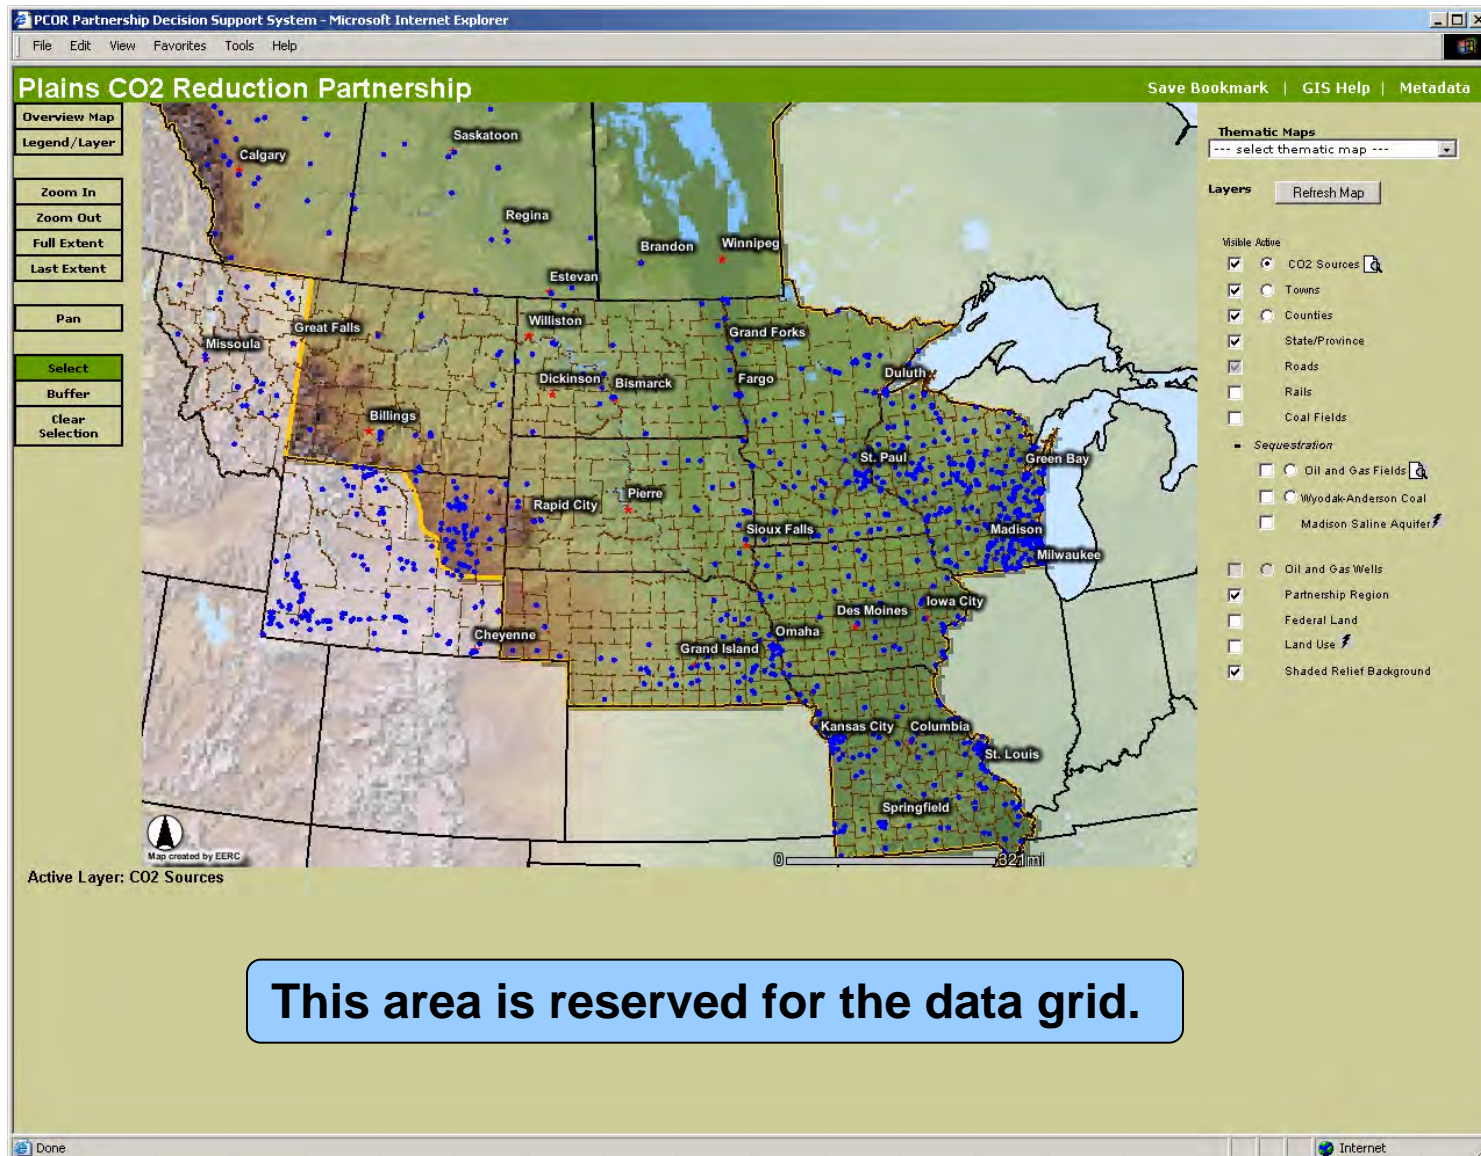 PCOR Partnership Decision Support System - Microsoft Internet Explorer
File Edit View Favorites Tools Help
Plains CO2 Reduction Partnership
Save Bookmark | GIS Help | Metadata
Overview Map
Legend/Layer
Zoom In
Zoom Out
Full Extent
Last Extent
Pan
Select
Buffer
Clear
Selection
Calgary
Saskatoon
Regina
Brandon
Winnipeg
Estevan
Great Falls
Williston
Grand Forks
Missoula
Dickinson
Bismarck
Fargo
Duluth
Billings
St. Paul
Green Bay
Rapid City
Pierre
Sioux Falls
Madison
Milwaukee
Cheyenne
Grand Island
Omaha
Des Moines
Iowa City
Kansas City
Columbia
St. Louis
Springfield
Map created by EERC
0 321mi
Thematic Maps
--- select thematic map ---
Layers
Refresh Map
Visible Active
CO2 Sources
Towns
Counties
State/Province
Roads
Rails
Coal Fields
- Sequestration
Oil and Gas Fields
Wyodak-Anderson Coal
Madison Saline Aquifer
Oil and Gas Wells
Partnership Region
Federal Land
Land Use
Shaded Relief Background
Active Layer: CO2 Sources
This area is reserved for the data grid.
Done
Internet